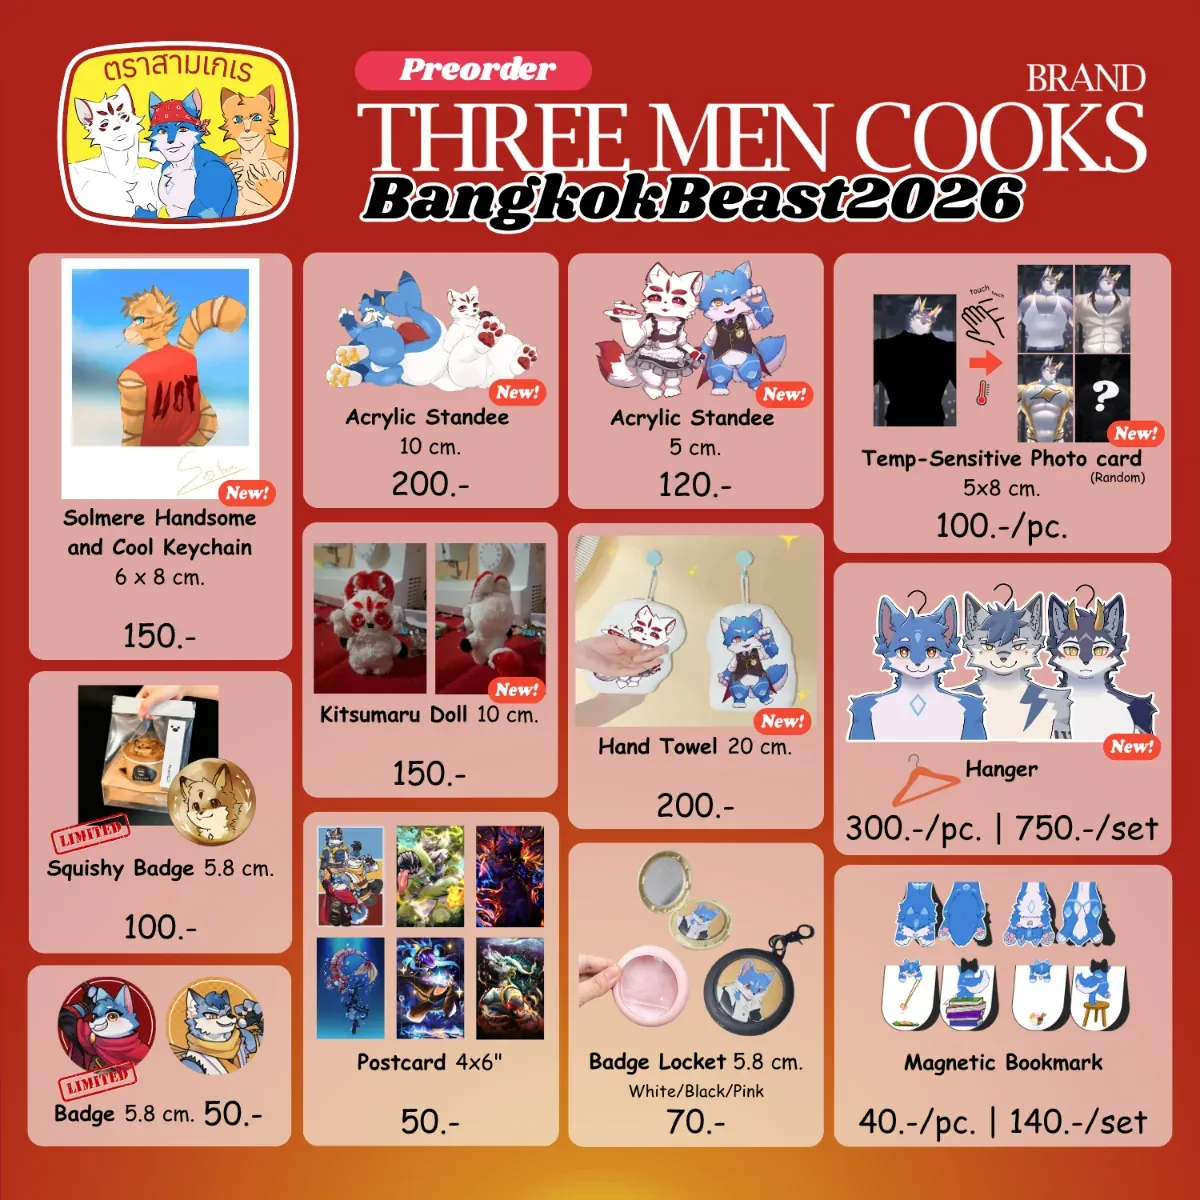 ตราสามเกเร
Preorder
BRAND
THREE MEN COOKS
BangkokBeast2026
HOT
New!
Solmere Handsome
and Cool Keychain
6 x 8 cm.
150.-
New!
Acrylic Standee
10 cm.
200.-
New!
Acrylic Standee
5 cm.
120.-
touch
touch
?
New!
Temp-Sensitive Photo card
(Random)
5x8 cm.
100.-/pc.
New!
Kitsumaru Doll 10 cm.
150.-
New!
Hand Towel 20 cm.
200.-
New!
Hanger
300.-/pc. | 750.-/set
LIMITED
Squishy Badge 5.8 cm.
100.-
LIMITED
Badge 5.8 cm. 50.-
Postcard 4x6"
50.-
Badge Locket 5.8 cm.
White/Black/Pink
70.-
Magnetic Bookmark
40.-/pc. | 140.-/set